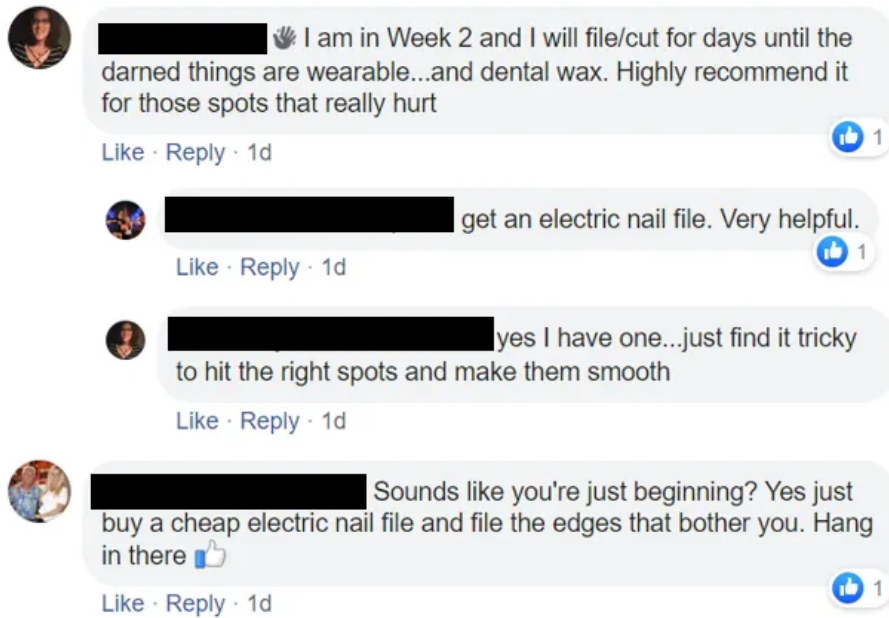 👋 I am in Week 2 and I will file/cut for days until the
darned things are wearable...and dental wax. Highly recommend it
for those spots that really hurt
1
Like · Reply · 1d
get an electric nail file. Very helpful.
1
Like · Reply · 1d
yes I have one...just find it tricky
to hit the right spots and make them smooth
Like · Reply · 1d
Sounds like you're just beginning? Yes just
buy a cheap electric nail file and file the edges that bother you. Hang
in there 👍
1
Like · Reply · 1d